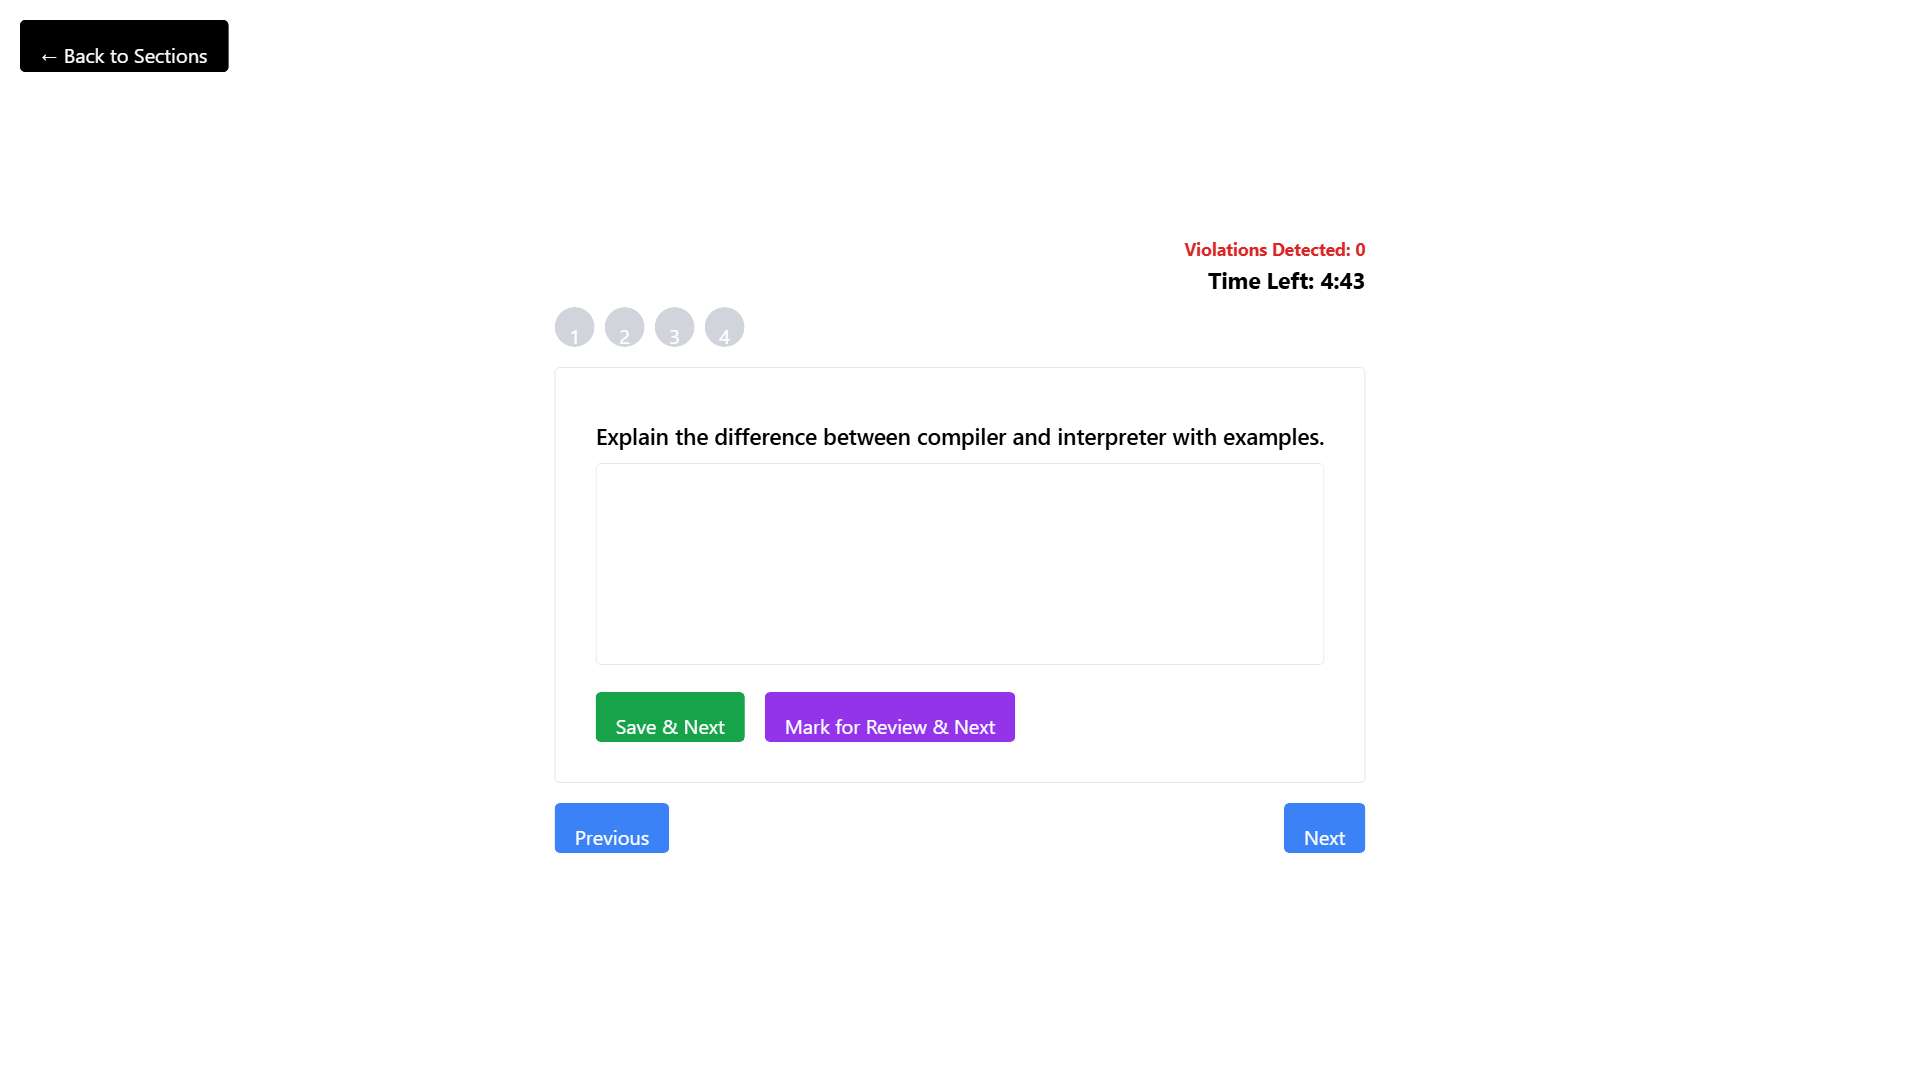 ← Back to Sections
Violations Detected: 0
Time Left: 4:43
1 2 3 4
Explain the difference between compiler and interpreter with examples.
Save & Next Mark for Review & Next
Previous Next